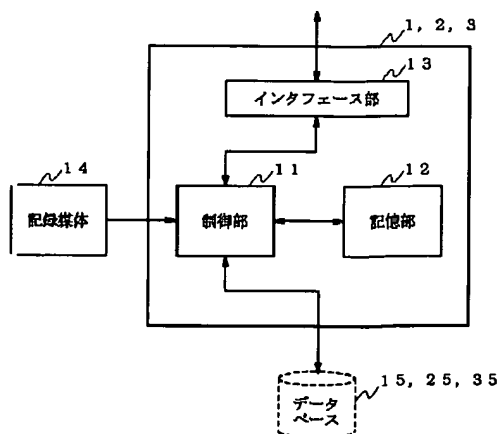 1, 2, 3
13
インタフェース部
14
11
12
記録媒体
制御部
記憶部
15, 25, 35
データ
ベース